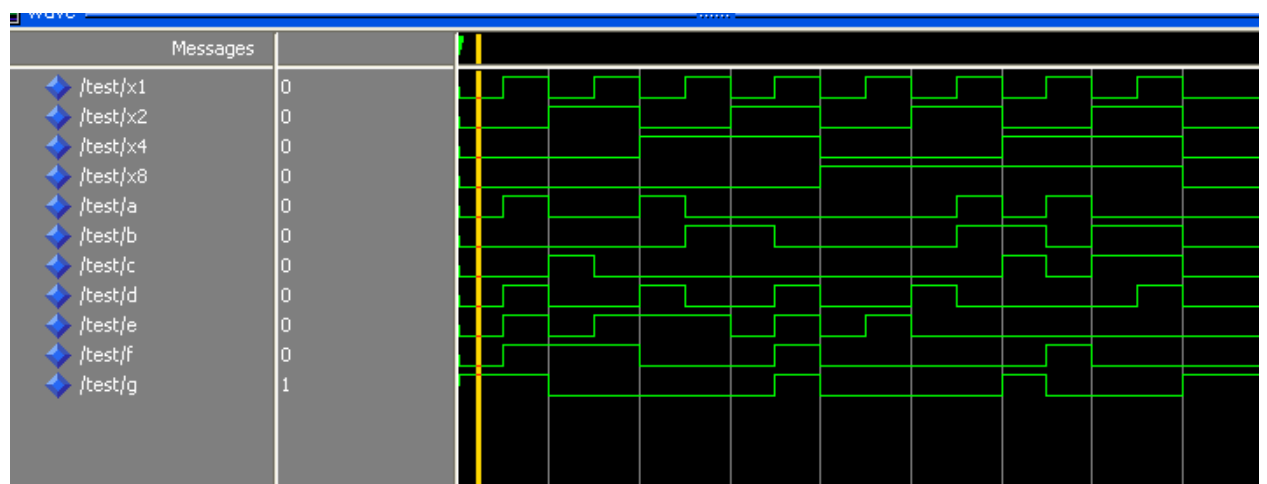 wave
Messages
/test/x1 0
/test/x2 0
/test/x4 0
/test/x8 0
/test/a 0
/test/b 0
/test/c 0
/test/d 0
/test/e 0
/test/f 0
/test/g 1